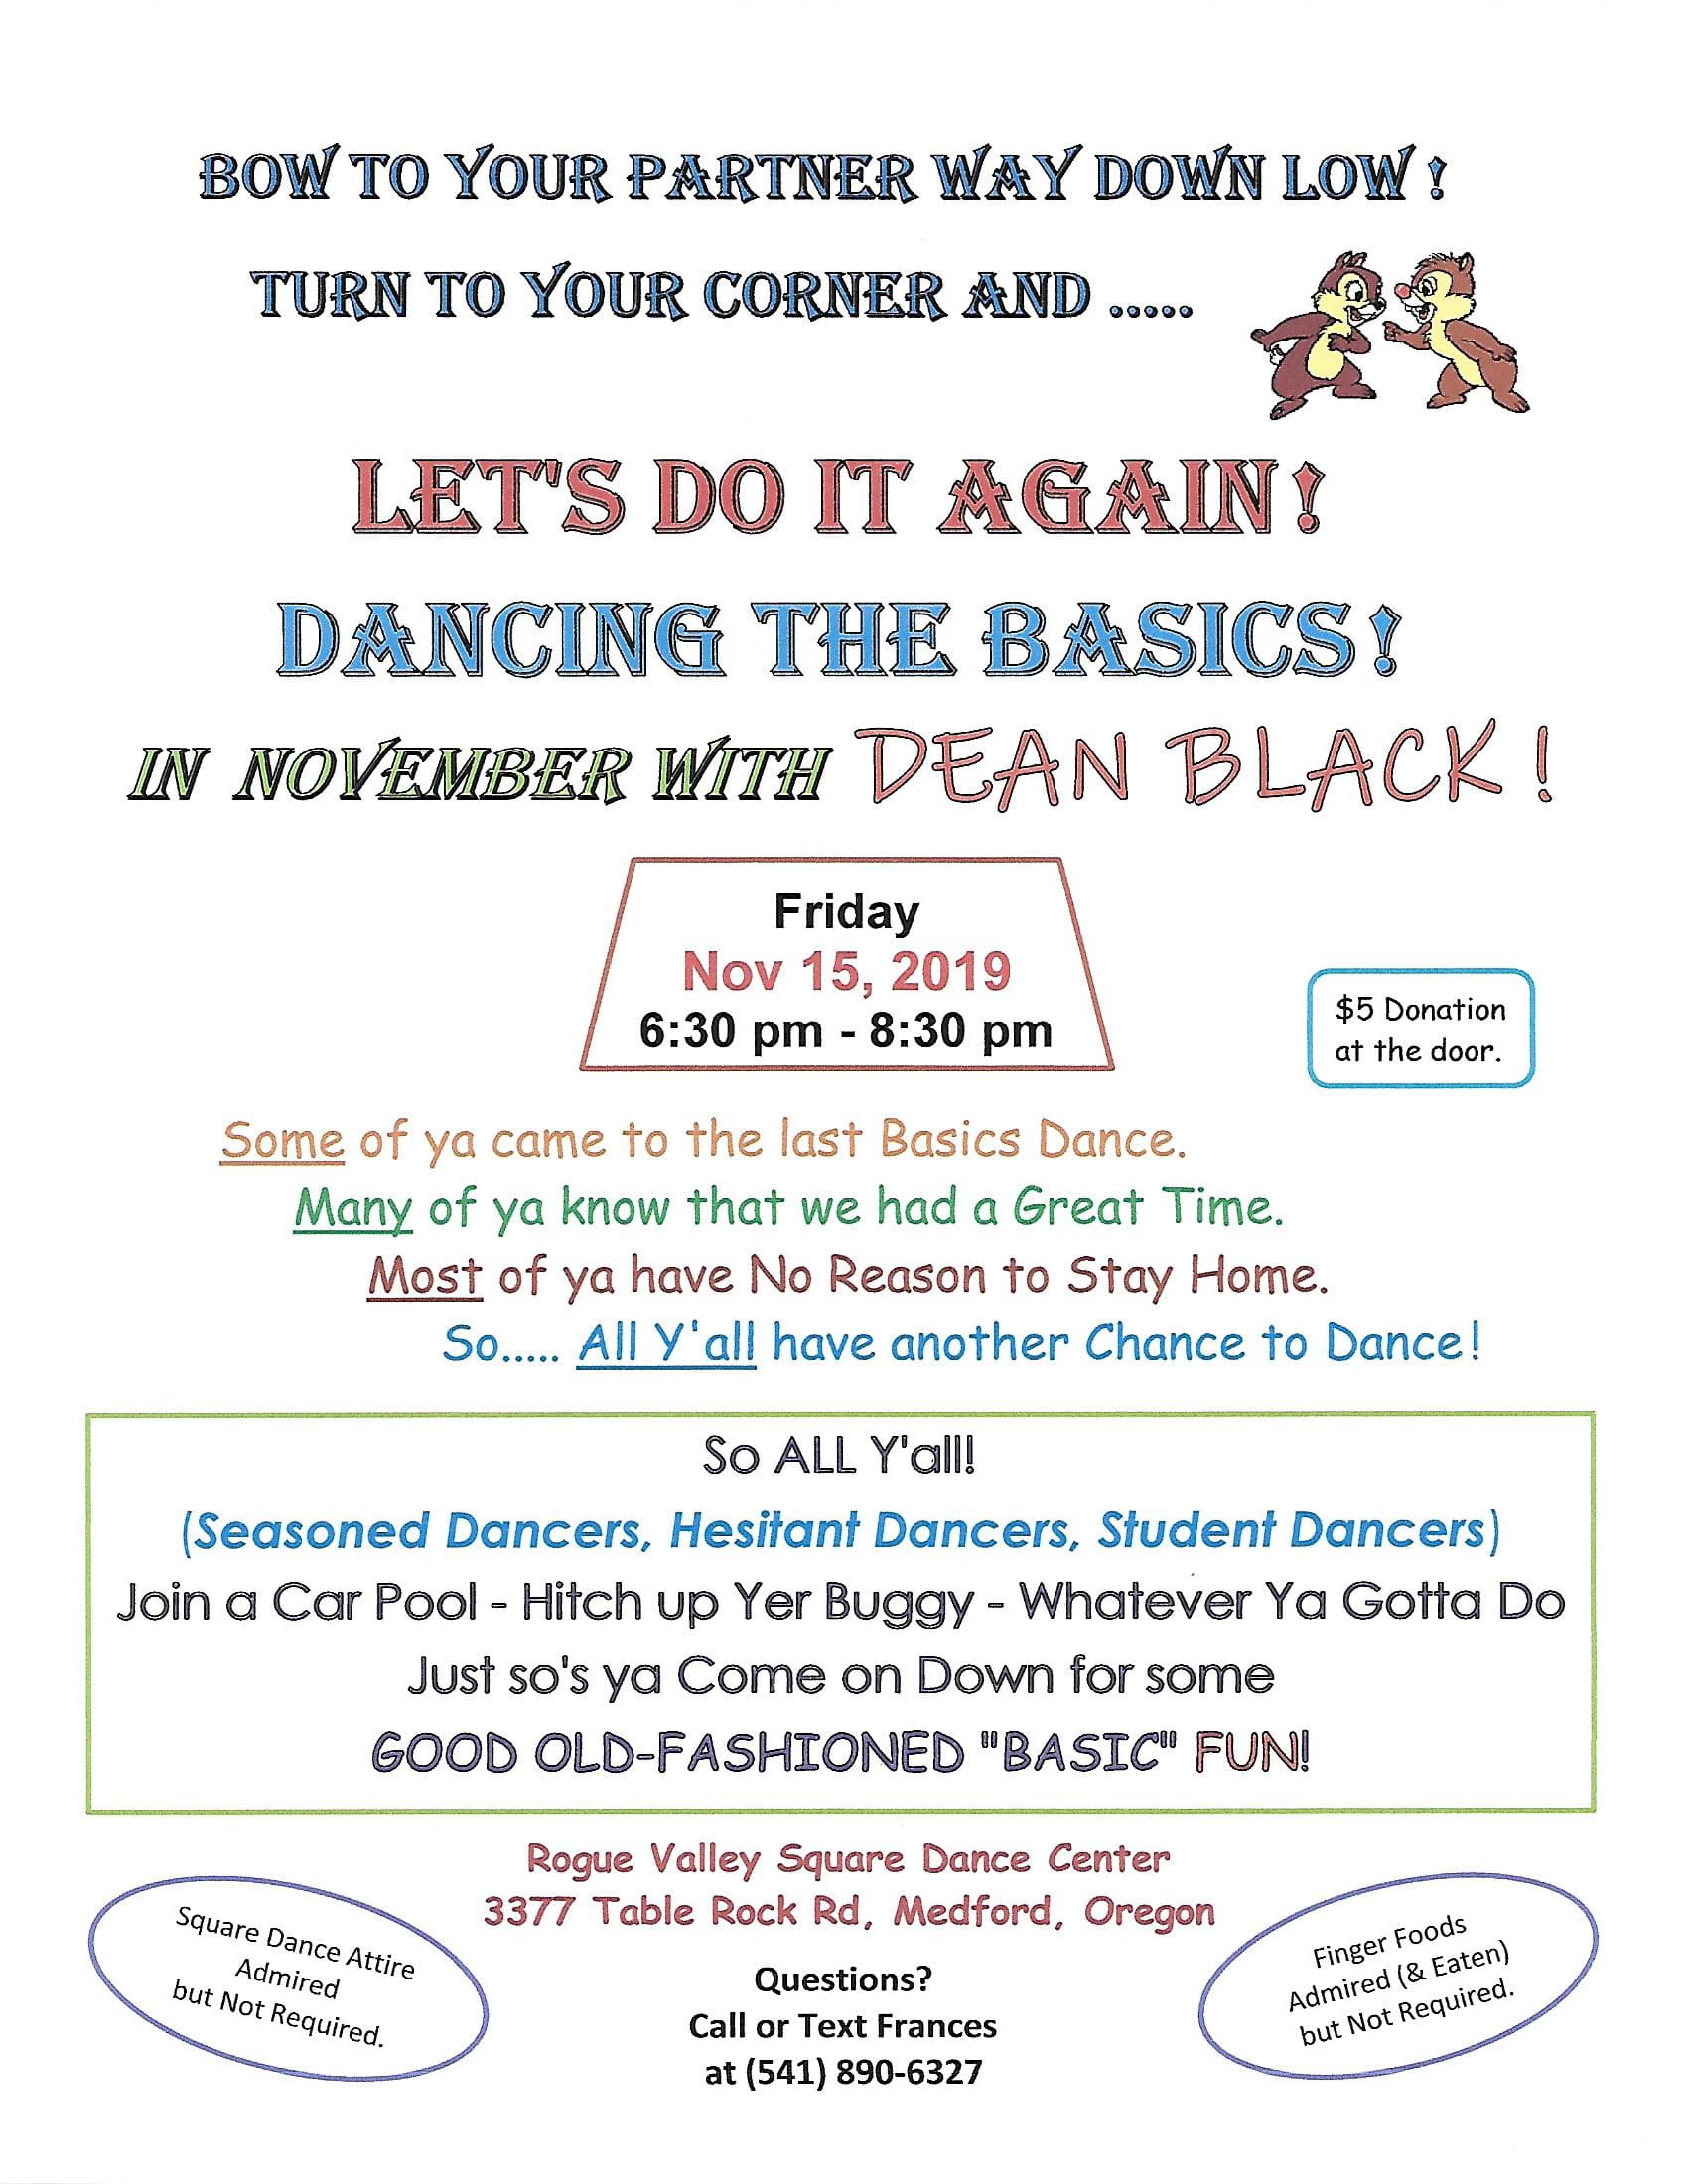 BOW TO YOUR PARTNER WAY DOWN LOW !
TURN TO YOUR CORNER AND .....
LET'S DO IT AGAIN!
DANCING THE BASICS!
IN NOVEMBER WITH DEAN BLACK !
Friday
Nov 15, 2019
6:30 pm - 8:30 pm
$5 Donation
at the door.
Some of ya came to the last Basics Dance.
Many of ya know that we had a Great Time.
Most of ya have No Reason to Stay Home.
So..... All Y'all have another Chance to Dance!
So ALL Y'all!
(Seasoned Dancers, Hesitant Dancers, Student Dancers)
Join a Car Pool - Hitch up Yer Buggy - Whatever Ya Gotta Do
Just so's ya Come on Down for some
GOOD OLD-FASHIONED "BASIC" FUN!
Rogue Valley Square Dance Center
3377 Table Rock Rd, Medford, Oregon
Square Dance Attire
Admired
but Not Required.
Questions?
Call or Text Frances
at (541) 890-6327
Finger Foods
Admired (& Eaten)
but Not Required.